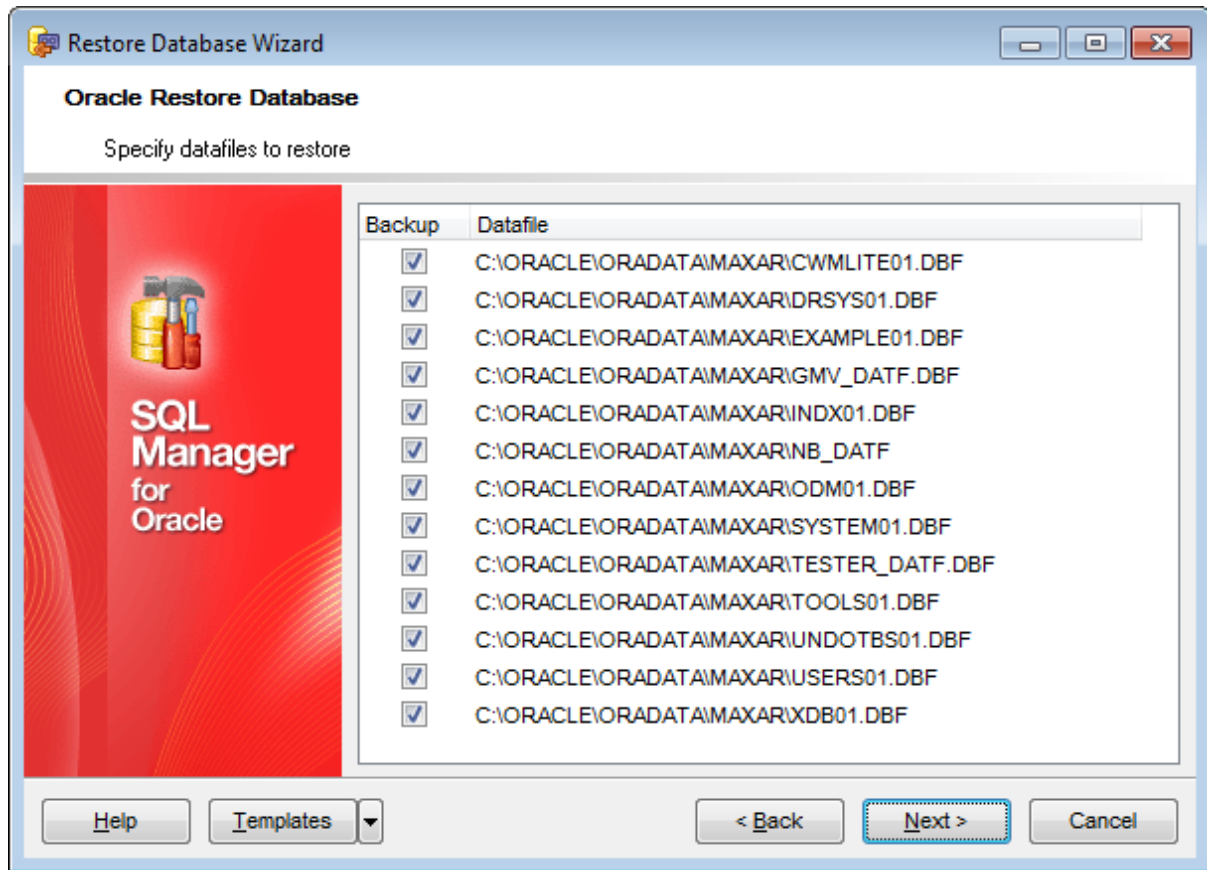 Restore Database Wizard
Oracle Restore Database
Specify datafiles to restore
SQL
Manager
for
Oracle
Backup Datafile
C:\ORACLE\ORADATA\MAXAR\CWMLITE01.DBF
C:\ORACLE\ORADATA\MAXAR\DRSYS01.DBF
C:\ORACLE\ORADATA\MAXAR\EXAMPLE01.DBF
C:\ORACLE\ORADATA\MAXAR\GMV_DATF.DBF
C:\ORACLE\ORADATA\MAXAR\INDX01.DBF
C:\ORACLE\ORADATA\MAXAR\NB_DATF
C:\ORACLE\ORADATA\MAXAR\ODM01.DBF
C:\ORACLE\ORADATA\MAXAR\SYSTEM01.DBF
C:\ORACLE\ORADATA\MAXAR\TESTER_DATF.DBF
C:\ORACLE\ORADATA\MAXAR\TOOLS01.DBF
C:\ORACLE\ORADATA\MAXAR\UNDOTBS01.DBF
C:\ORACLE\ORADATA\MAXAR\USERS01.DBF
C:\ORACLE\ORADATA\MAXAR\XDB01.DBF
Help Templates < Back Next > Cancel